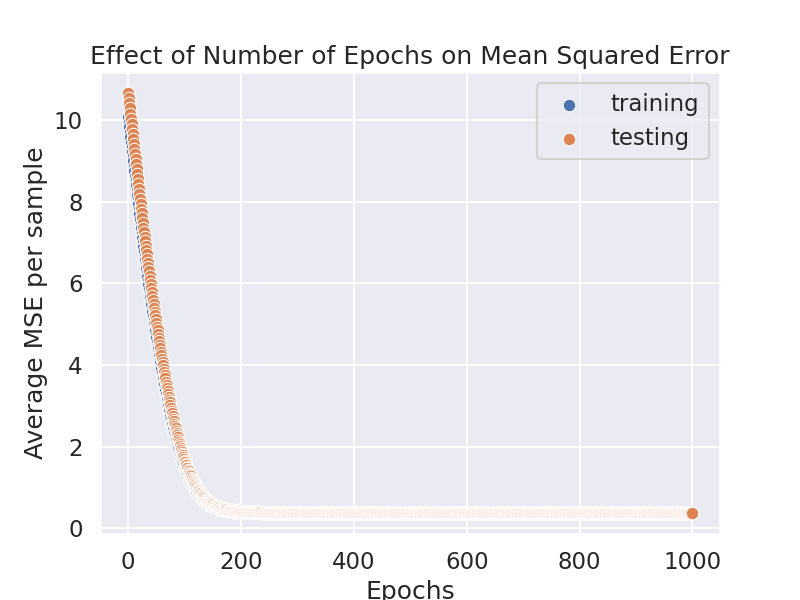 Effect of Number of Epochs on Mean Squared Error
training
testing
Average MSE per sample
10
8
6
4
2
0
0 200 400 600 800 1000
Epochs